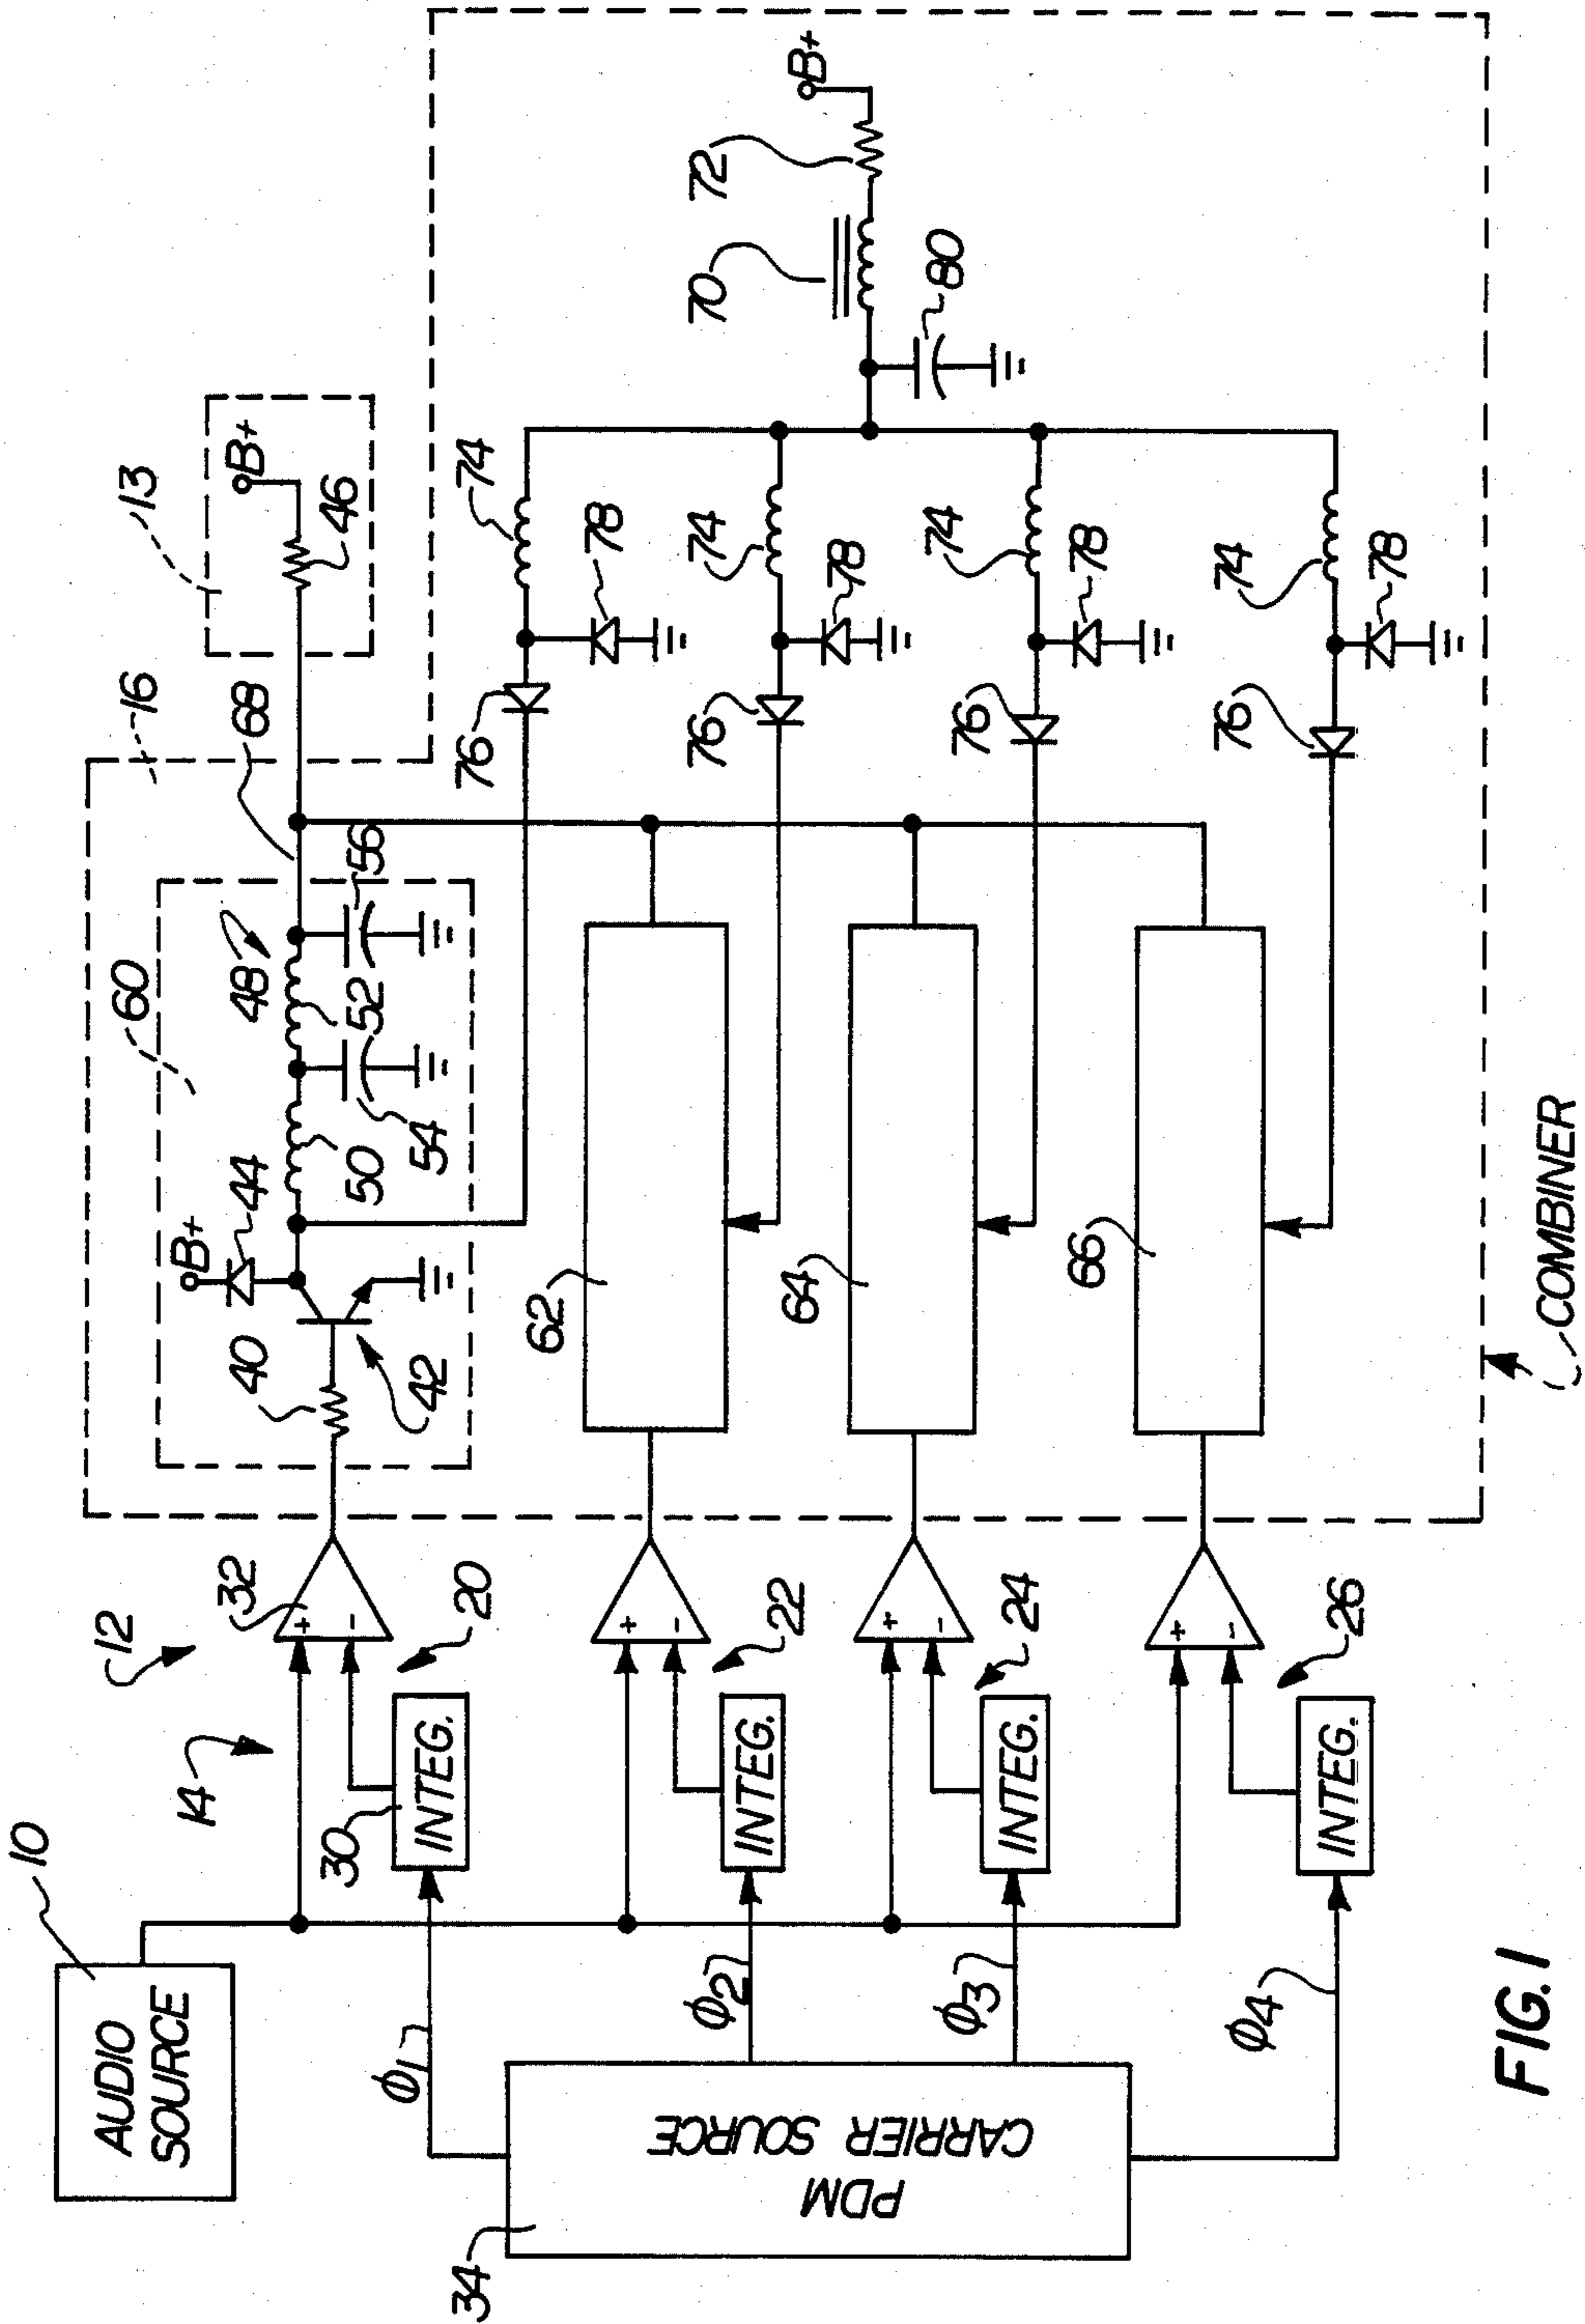 10
AUDIO
SOURCE
12
14
13
B+
46
16
68
60
48
B+
44
40
42
50
52
54
56
32
+
-
20
30
INTEG.
Φ1
62
+
-
22
INTEG.
Φ2
64
+
-
24
INTEG.
Φ3
66
+
-
26
INTEG.
Φ4
34
PDM
CARRIER SOURCE
74
78
76
74
78
76
74
78
76
74
78
76
70
72
B+
80
COMBINER
FIG. 1